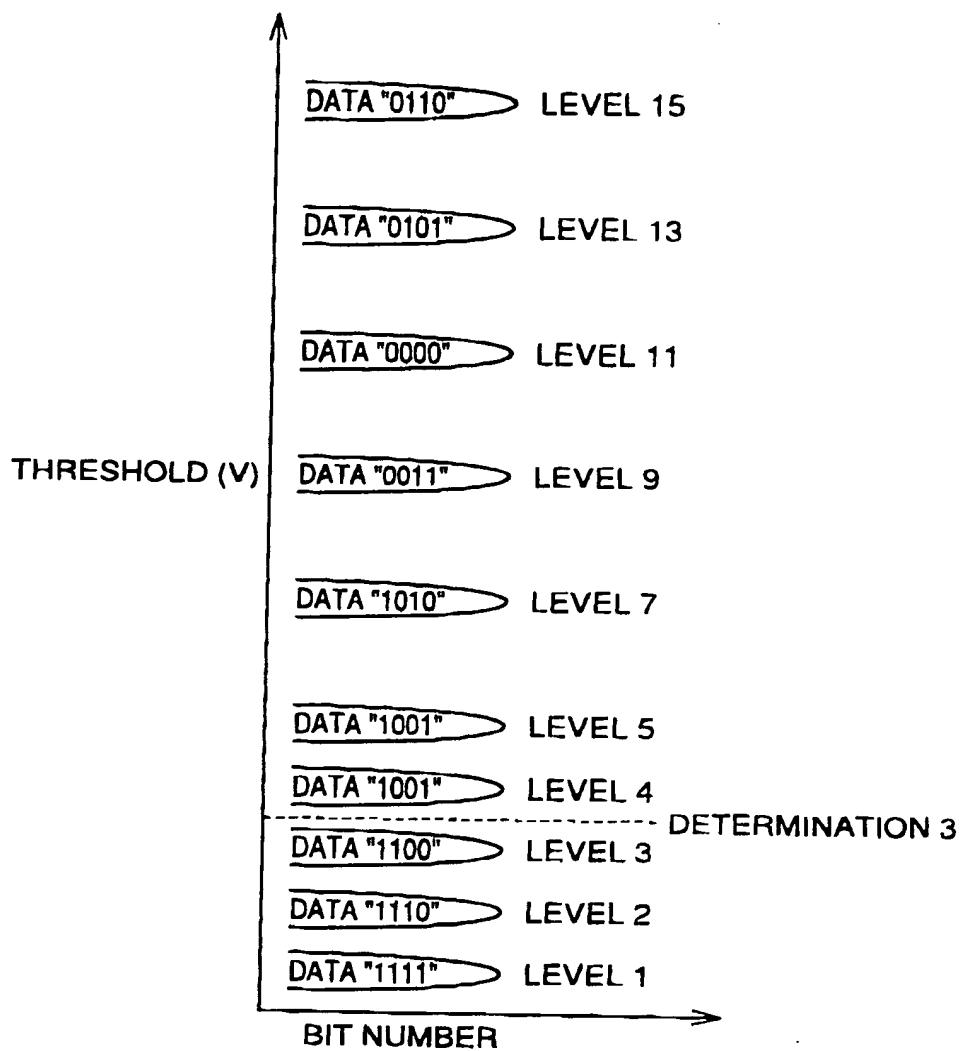 DATA "0110" LEVEL 15
DATA "0101" LEVEL 13
DATA "0000" LEVEL 11
THRESHOLD (V) DATA "0011" LEVEL 9
DATA "1010" LEVEL 7
DATA "1001" LEVEL 5
DATA "1001" LEVEL 4
DETERMINATION 3
DATA "1100" LEVEL 3
DATA "1110" LEVEL 2
DATA "1111" LEVEL 1
BIT NUMBER